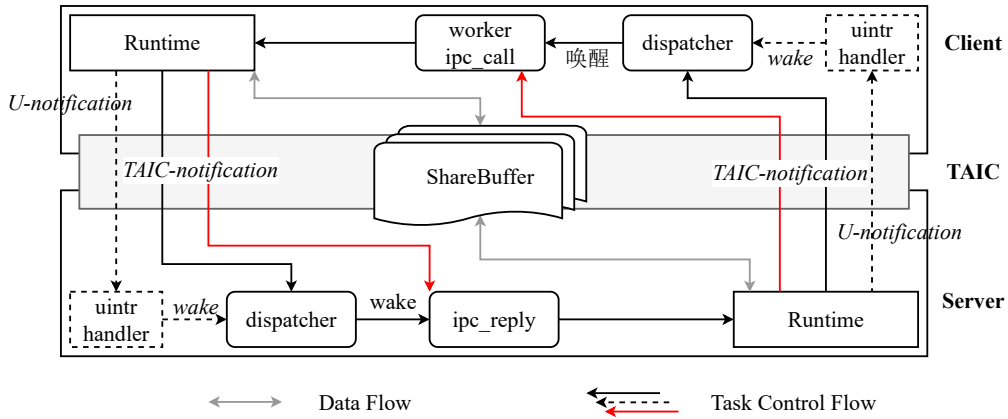 Runtime
worker
ipc_call
唤醒
dispatcher
wake
uintr
handler
Client
U-notification
TAIC-notification
ShareBuffer
TAIC-notification
TAIC
U-notification
uintr
handler
wake
dispatcher
wake
ipc_reply
Runtime
Server
Data Flow
Task Control Flow